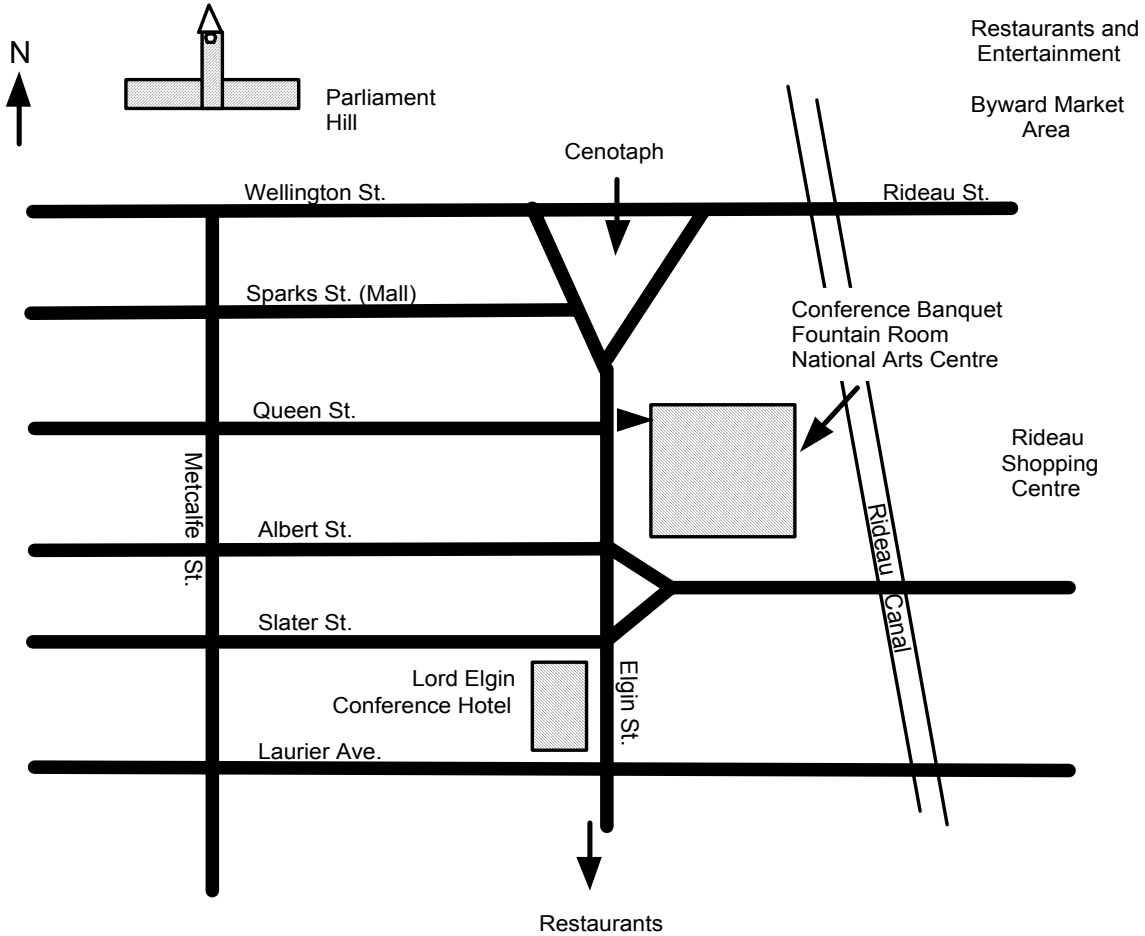 Restaurants and
Entertainment
N
Parliament
Hill
Byward Market
Area
Cenotaph
Wellington St.
Rideau St.
Sparks St. (Mall)
Conference Banquet
Fountain Room
National Arts Centre
Queen St.
Rideau
Shopping
Centre
Metcalfe St.
Albert St.
Rideau Canal
Slater St.
Lord Elgin
Conference Hotel
Elgin St.
Laurier Ave.
Restaurants